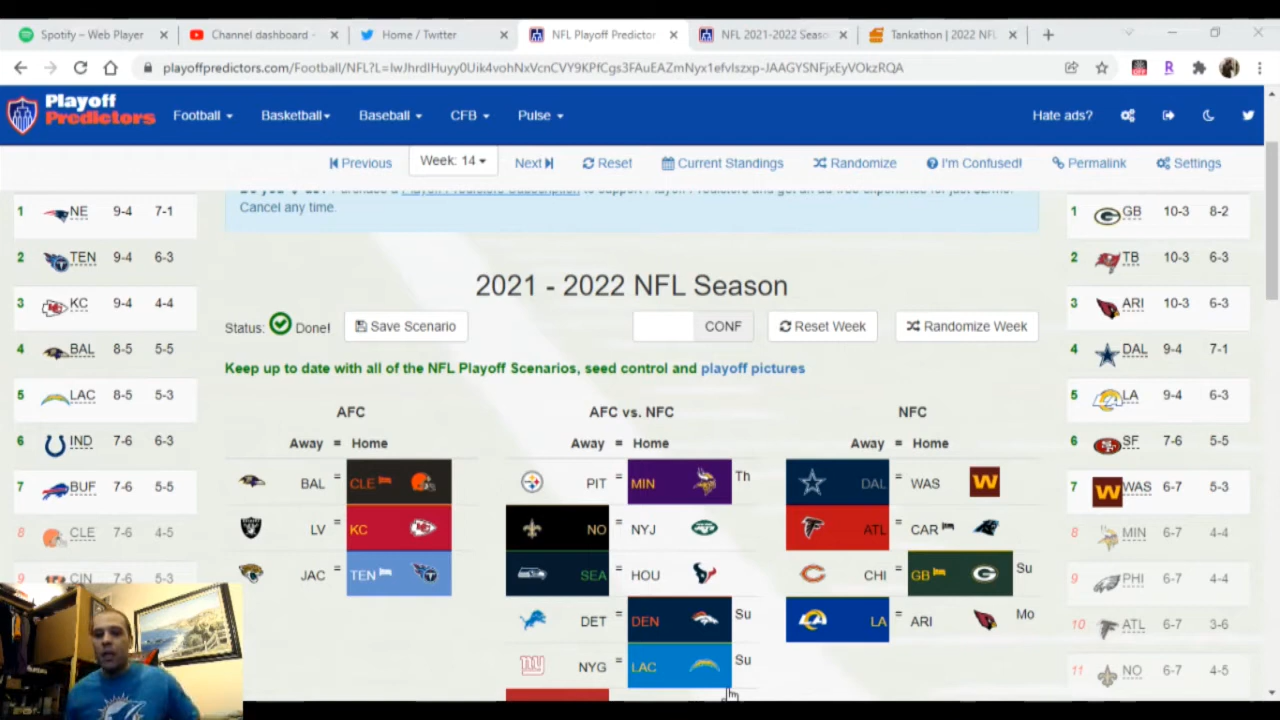 Spotify – Web Player
Channel dashboard -
Home / Twitter
NFL Playoff Predictor
NFL 2021-2022 Seaso
Tankathon | 2022 NFL
playoffpredictors.com/Football/NFL?L=IwJhrdIHuyy0Uik4vohNxVcnCVY9KPfCgs3FAuEAZmNyx1efvIszxp-JAAGYSNFjxEyVOkzRQA
Playoff
Predictors
Football
Basketball
Baseball
CFB
Pulse
Hate ads?
Previous
Week: 14
Next
Reset
Current Standings
Randomize
I'm Confused!
Permalink
Settings
Cancel any time.
1 NE 9-4 7-1
2 TEN 9-4 6-3
3 KC 9-4 4-4
4 BAL 8-5 5-5
5 LAC 8-5 5-3
6 IND 7-6 6-3
7 BUF 7-6 5-5
8 CLE 7-6 4-5
9 CIN 7-6 5-3
2021 - 2022 NFL Season
Status: Done!
Save Scenario
CONF
Reset Week
Randomize Week
Keep up to date with all of the NFL Playoff Scenarios, seed control and playoff pictures
AFC
Away = Home
BAL = CLE
LV = KC
JAC = TEN
AFC vs. NFC
Away = Home
PIT = MIN Th
NO = NYJ
SEA = HOU
DET = DEN Su
NYG = LAC Su
NFC
Away = Home
DAL = WAS W
ATL = CAR
CHI = GB Su
LA = ARI Mo
1 GB 10-3 8-2
2 TB 10-3 6-3
3 ARI 10-3 6-3
4 DAL 9-4 7-1
5 LA 9-4 6-3
6 SF 7-6 5-5
7 W WAS 6-7 5-3
8 MIN 6-7 4-4
9 PHI 6-7 4-4
10 ATL 6-7 3-6
11 NO 6-7 4-5